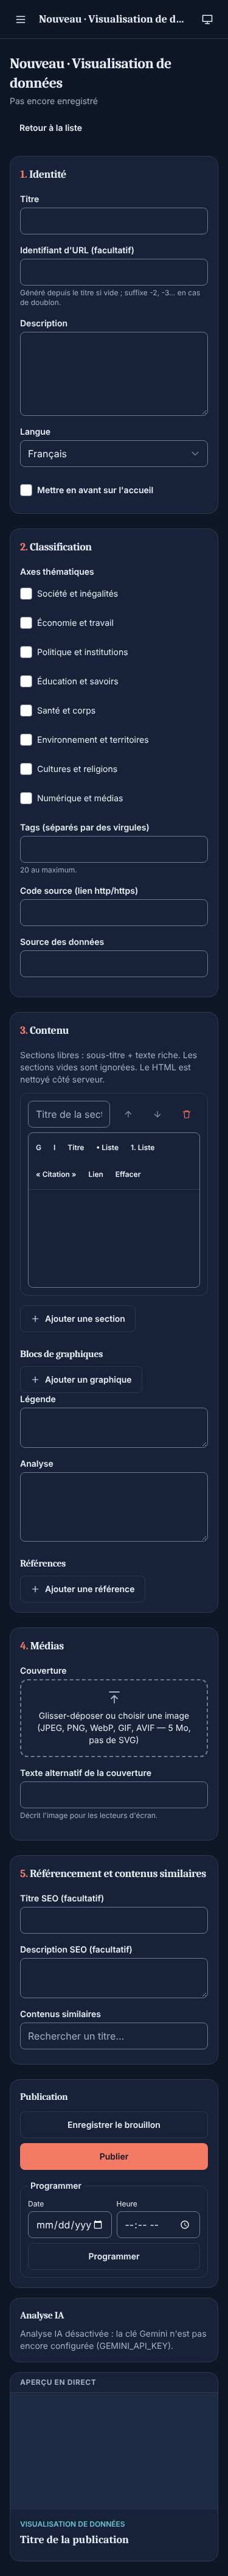 Nouveau · Visualisation de d…
Nouveau · Visualisation de
données
Pas encore enregistré
Retour à la liste
1. Identité
Titre
Identifiant d'URL (facultatif)
Généré depuis le titre si vide ; suffixe -2, -3… en cas
de doublon.
Description
Langue
Français
Mettre en avant sur l'accueil
2. Classification
Axes thématiques
Société et inégalités
Économie et travail
Politique et institutions
Éducation et savoirs
Santé et corps
Environnement et territoires
Cultures et religions
Numérique et médias
Tags (séparés par des virgules)
20 au maximum.
Code source (lien http/https)
Source des données
3. Contenu
Sections libres : sous-titre + texte riche. Les
sections vides sont ignorées. Le HTML est
nettoyé côté serveur.
Titre de la sect
G I Titre • Liste 1. Liste
« Citation » Lien Effacer
Ajouter une section
Blocs de graphiques
Ajouter un graphique
Légende
Analyse
Références
Ajouter une référence
4. Médias
Couverture
Glisser-déposer ou choisir une image
(JPEG, PNG, WebP, GIF, AVIF — 5 Mo,
pas de SVG)
Texte alternatif de la couverture
Décrit l'image pour les lecteurs d'écran.
5. Référencement et contenus similaires
Titre SEO (facultatif)
Description SEO (facultatif)
Contenus similaires
Rechercher un titre…
Publication
Enregistrer le brouillon
Publier
Programmer
Date Heure
mm/dd/yyy --:-- --
Programmer
Analyse IA
Analyse IA désactivée : la clé Gemini n'est pas
encore configurée (GEMINI_API_KEY).
APERÇU EN DIRECT
VISUALISATION DE DONNÉES
Titre de la publication